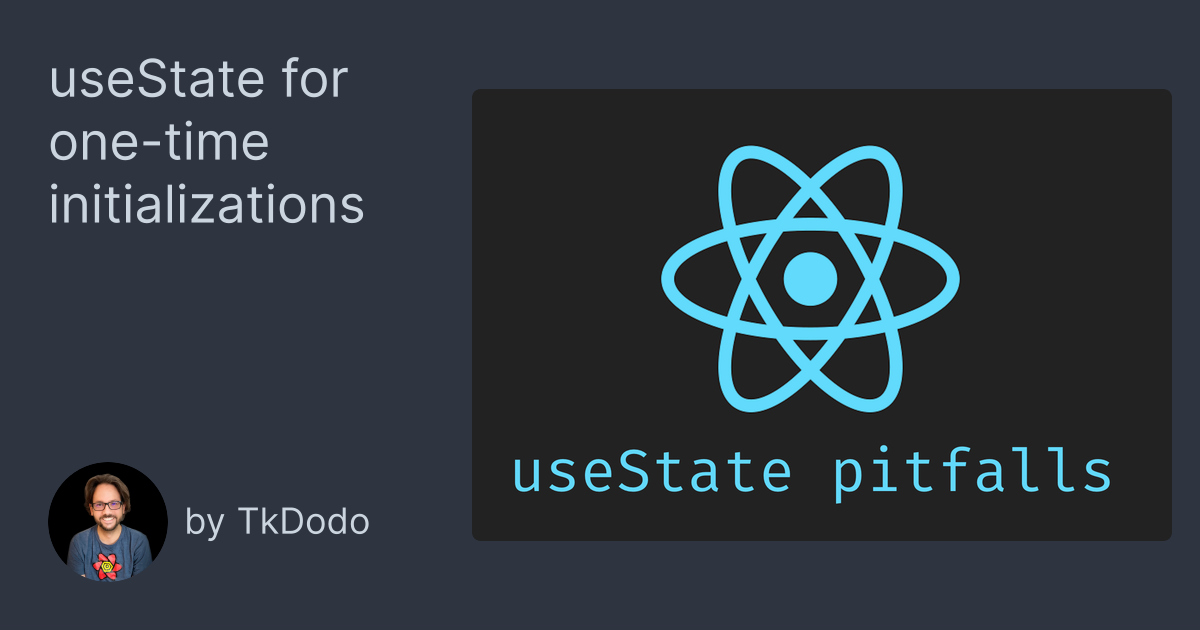 useState for
one-time
initializations
useState pitfalls
by TkDodo